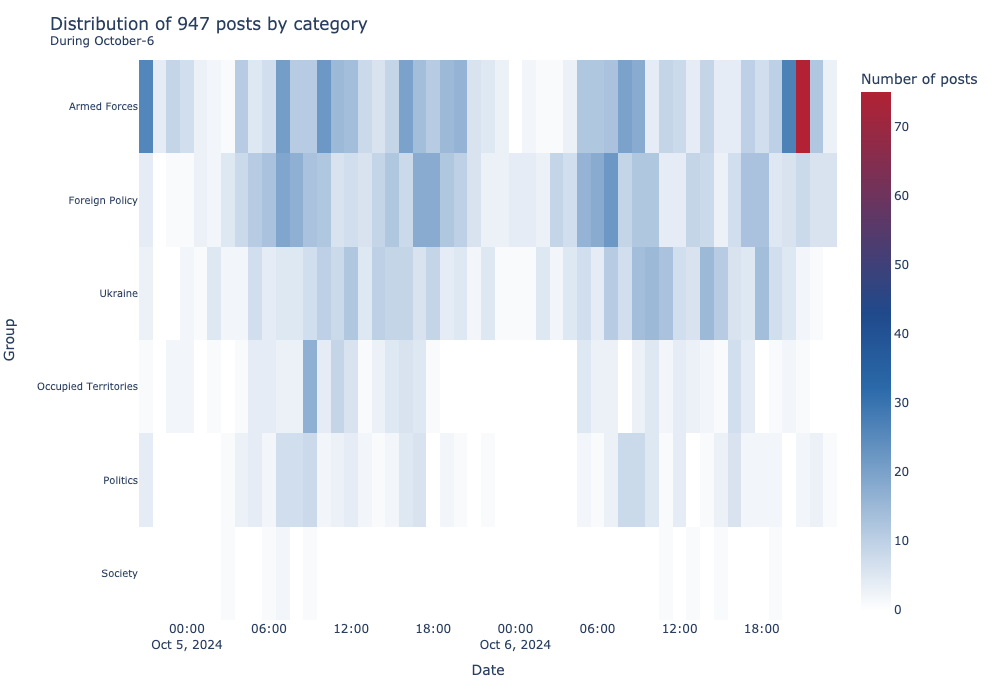 Distribution of 947 posts by category
During October-6
Number of posts
Armed Forces
Foreign Policy
Ukraine
Occupied Territories
Politics
Society
Group
70
60
50
40
30
20
10
0
00:00 06:00 12:00 18:00 00:00 06:00 12:00 18:00
Oct 5, 2024 Oct 6, 2024
Date